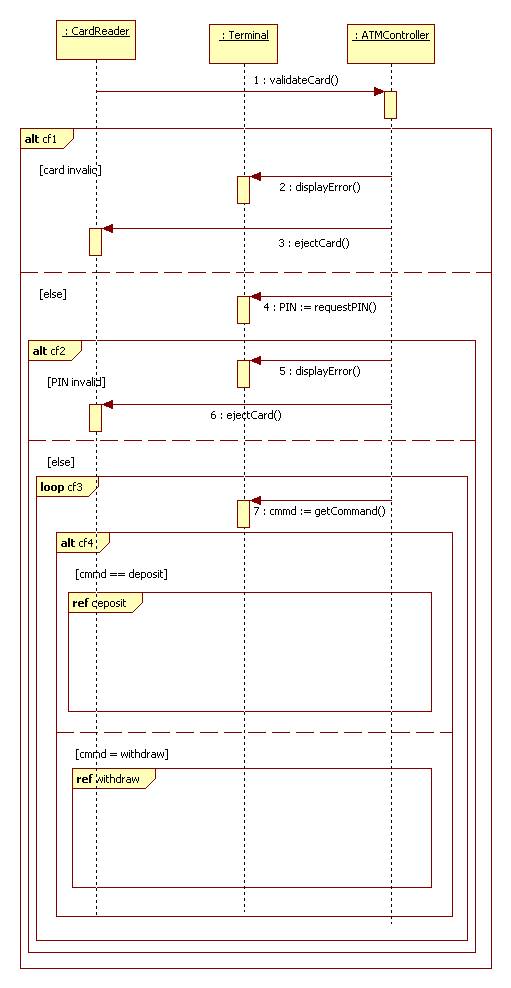 : CardReader
: Terminal
: ATMController
1 : validateCard()
alt cf1
[card invalid]
2 : displayError()
3 : ejectCard()
[else]
4 : PIN := requestPIN()
alt cf2
5 : displayError()
[PIN invalid]
6 : ejectCard()
[else]
loop cf3
7 : cmmd := getCommand()
alt cf4
[cmmd == deposit]
ref deposit
[cmmd = withdraw]
ref withdraw